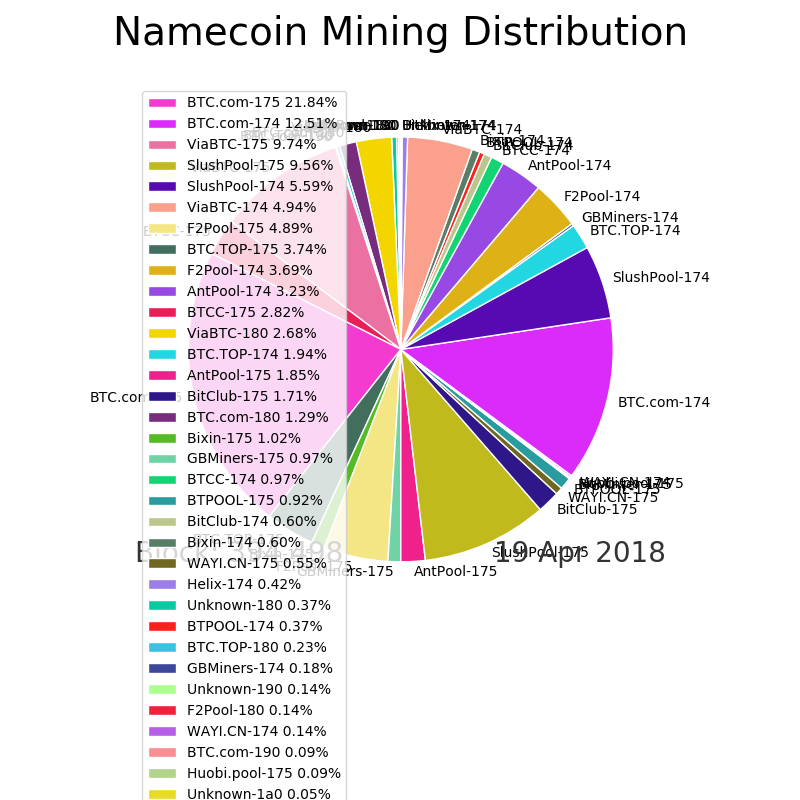 Namecoin Mining Distribution
BTC.com-175 21.84%
BTC.com-174 12.51%
ViaBTC-175 9.74%
SlushPool-175 9.56%
SlushPool-174 5.59%
ViaBTC-174 4.94%
F2Pool-175 4.89%
BTC.TOP-175 3.74%
F2Pool-174 3.69%
AntPool-174 3.23%
BTCC-175 2.82%
ViaBTC-180 2.68%
BTC.TOP-174 1.94%
AntPool-175 1.85%
BitClub-175 1.71%
BTC.com-180 1.29%
Bixin-175 1.02%
GBMiners-175 0.97%
BTCC-174 0.97%
BTPOOL-175 0.92%
BitClub-174 0.60%
Bixin-174 0.60%
WAYI.CN-175 0.55%
Helix-174 0.42%
Unknown-180 0.37%
BTPOOL-174 0.37%
BTC.TOP-180 0.23%
GBMiners-174 0.18%
Unknown-190 0.14%
F2Pool-180 0.14%
WAYI.CN-174 0.14%
BTC.com-190 0.09%
Huobi.pool-175 0.09%
Unknown-1a0 0.05%
ViaBTC-174
BTCC-174
AntPool-174
F2Pool-174
GBMiners-174
BTC.TOP-174
SlushPool-174
BTC.com-174
WAYI.CN-174
BTPOOL-175
WAYI.CN-175
BitClub-175
SlushPool-175
AntPool-175
GBMiners-175
19 Apr 2018